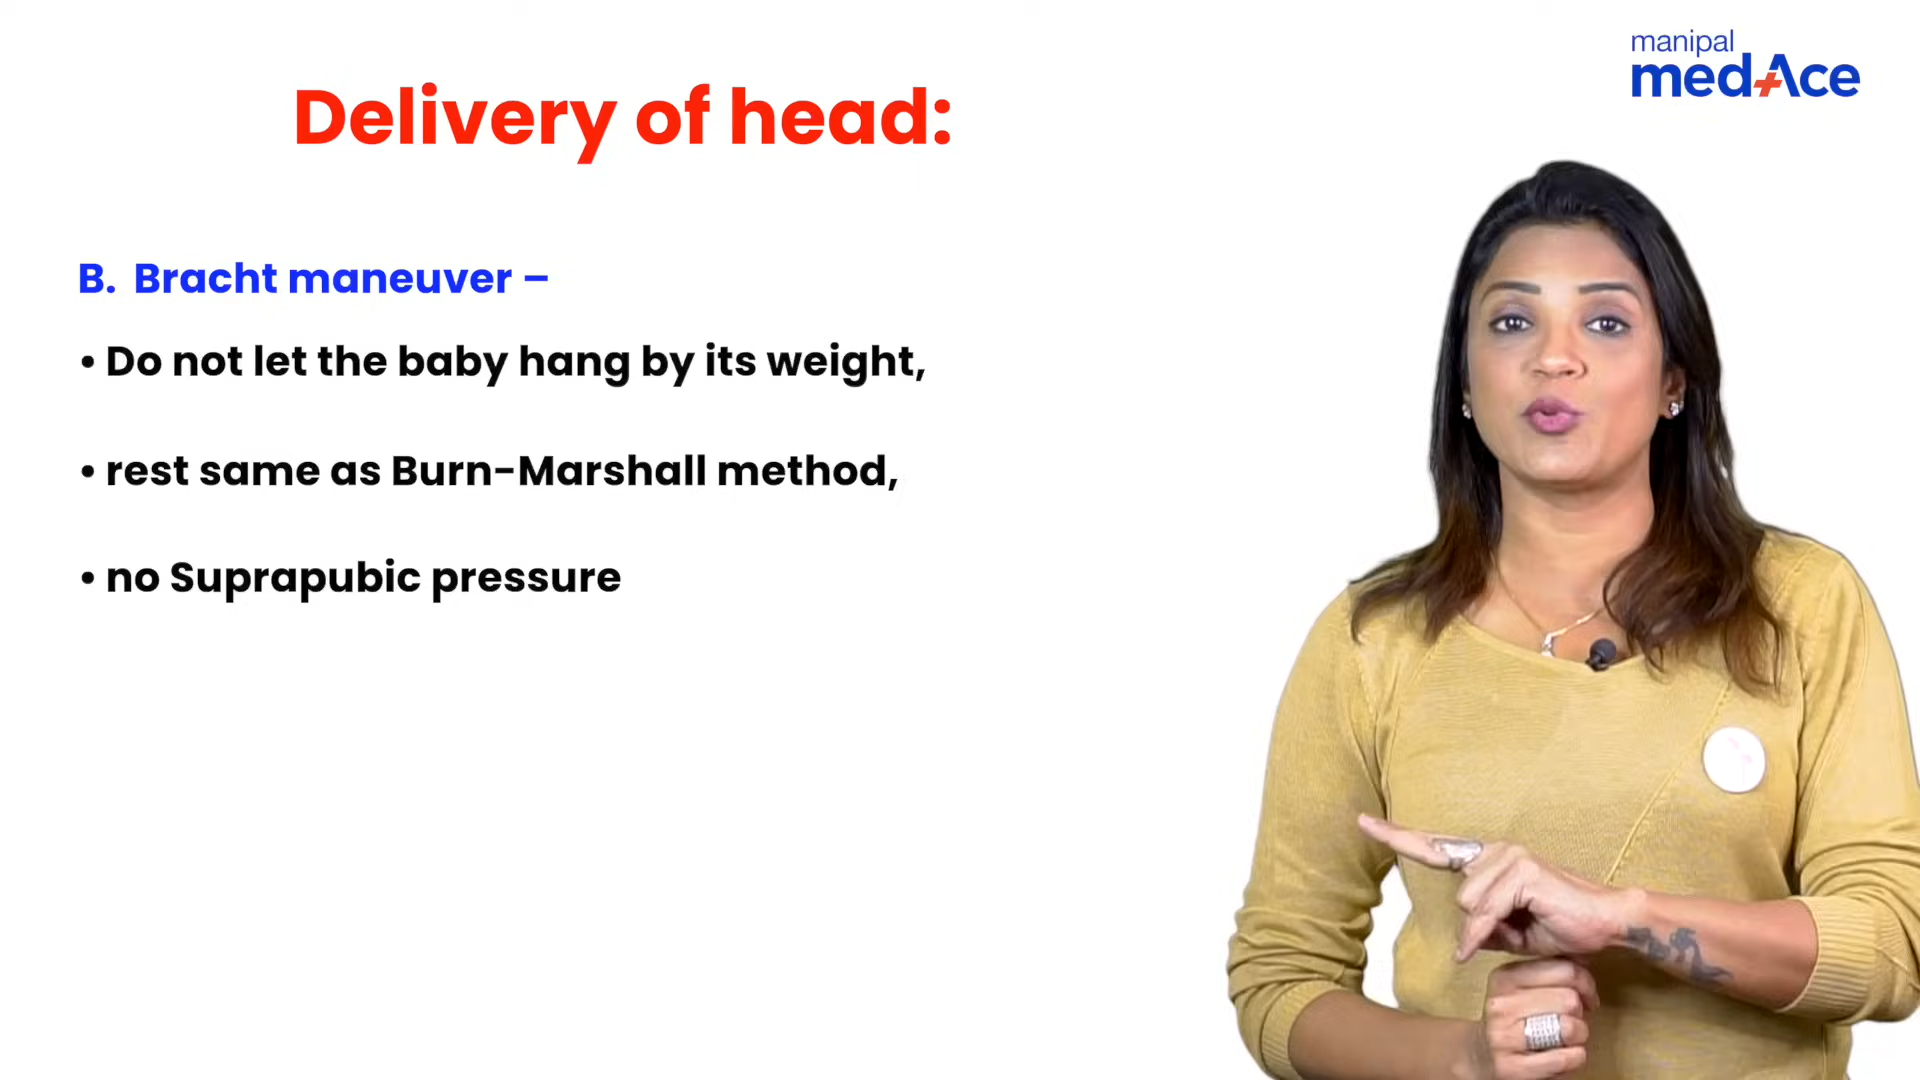 manipal
medAce
Delivery of head:
B. Bracht maneuver –
• Do not let the baby hang by its weight,
• rest same as Burn-Marshall method,
• no Suprapubic pressure